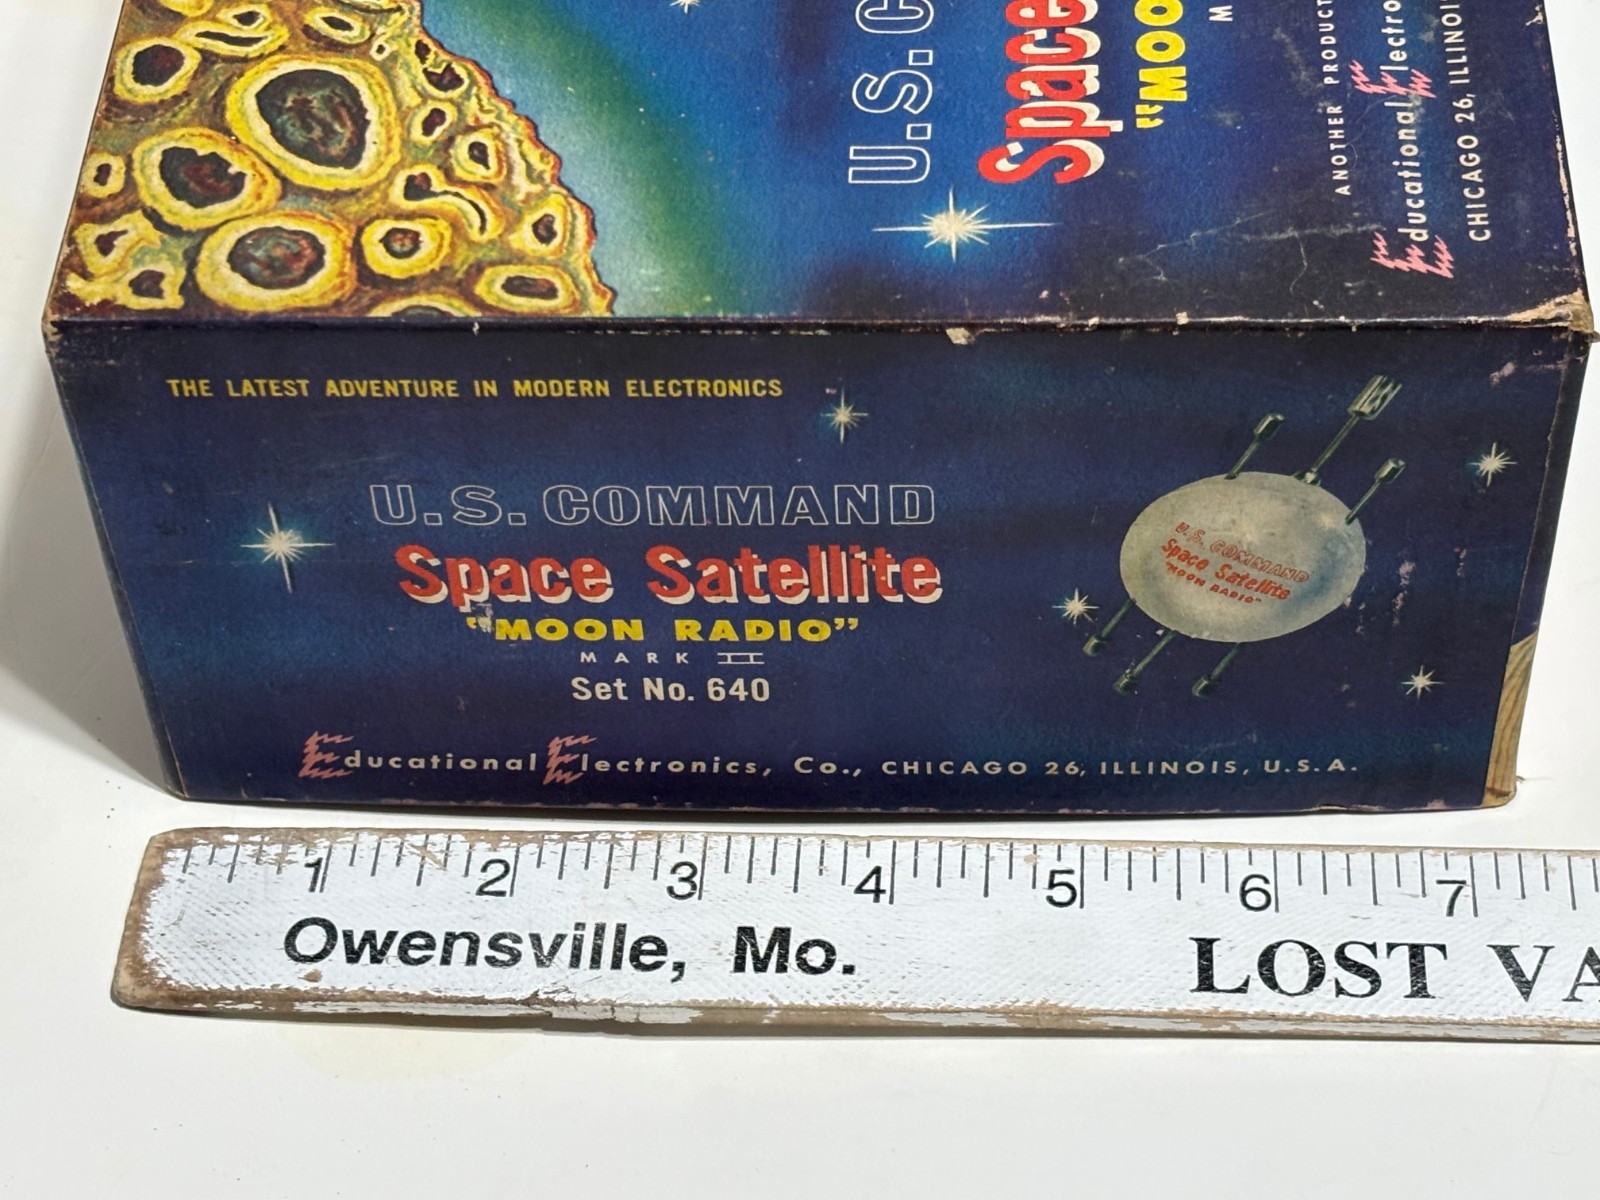 U.S. C
Space
"MOO
M
ANOTHER PRODUCT
Educational Electro
CHICAGO 26, ILLINOI
THE LATEST ADVENTURE IN MODERN ELECTRONICS
U.S. COMMAND
Space Satellite
"MOON RADIO"
MARK II
Set No. 640
U.S. COMMAND
Space Satellite
"MOON RADIO"
Educational Electronics, Co., CHICAGO 26, ILLINOIS, U.S.A.
1 2 3 4 5 6 7
Owensville, Mo. LOST VA